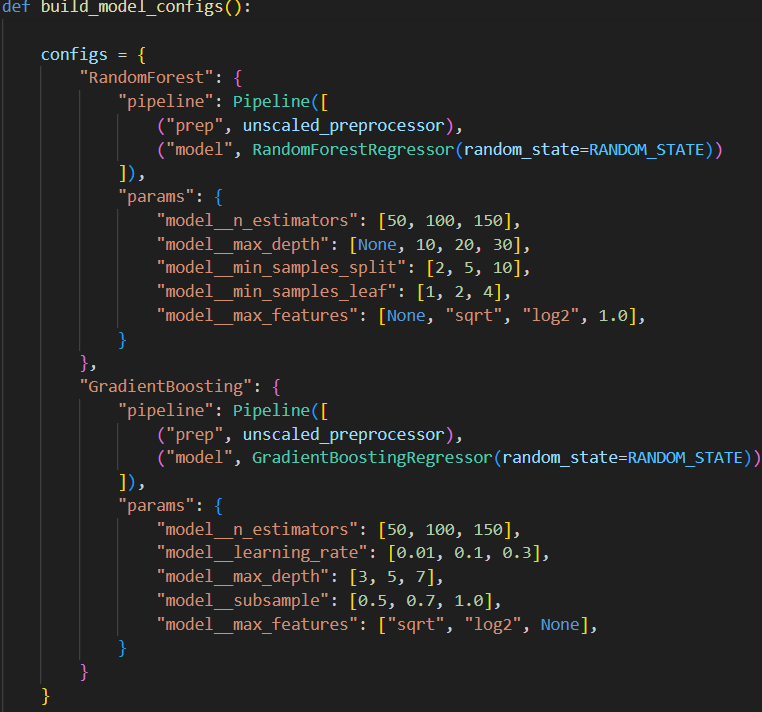 def build_model_configs():
    configs = {
        "RandomForest": {
            "pipeline": Pipeline([
                ("prep", unscaled_preprocessor),
                ("model", RandomForestRegressor(random_state=RANDOM_STATE))
            ]),
            "params": {
                "model__n_estimators": [50, 100, 150],
                "model__max_depth": [None, 10, 20, 30],
                "model__min_samples_split": [2, 5, 10],
                "model__min_samples_leaf": [1, 2, 4],
                "model__max_features": [None, "sqrt", "log2", 1.0],
            }
        },
        "GradientBoosting": {
            "pipeline": Pipeline([
                ("prep", unscaled_preprocessor),
                ("model", GradientBoostingRegressor(random_state=RANDOM_STATE))
            ]),
            "params": {
                "model__n_estimators": [50, 100, 150],
                "model__learning_rate": [0.01, 0.1, 0.3],
                "model__max_depth": [3, 5, 7],
                "model__subsample": [0.5, 0.7, 1.0],
                "model__max_features": ["sqrt", "log2", None],
            }
        }
    }